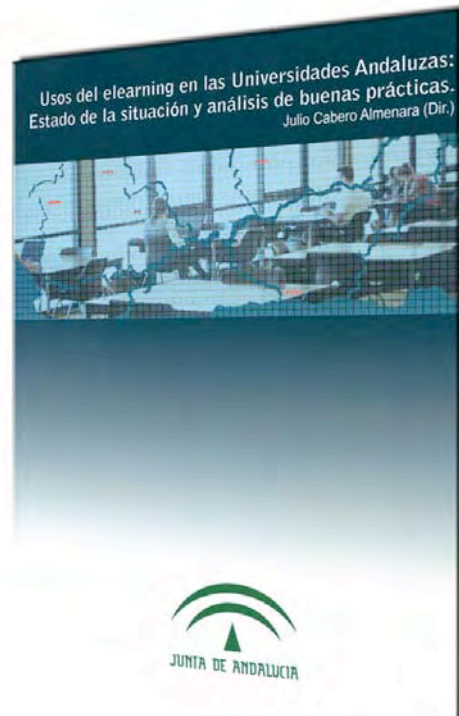 Usos del elearning en las Universidades Andaluzas:
Estado de la situación y análisis de buenas prácticas.
Julio Cabero Almenara (Dir.)
JUNTA DE ANDALUCIA